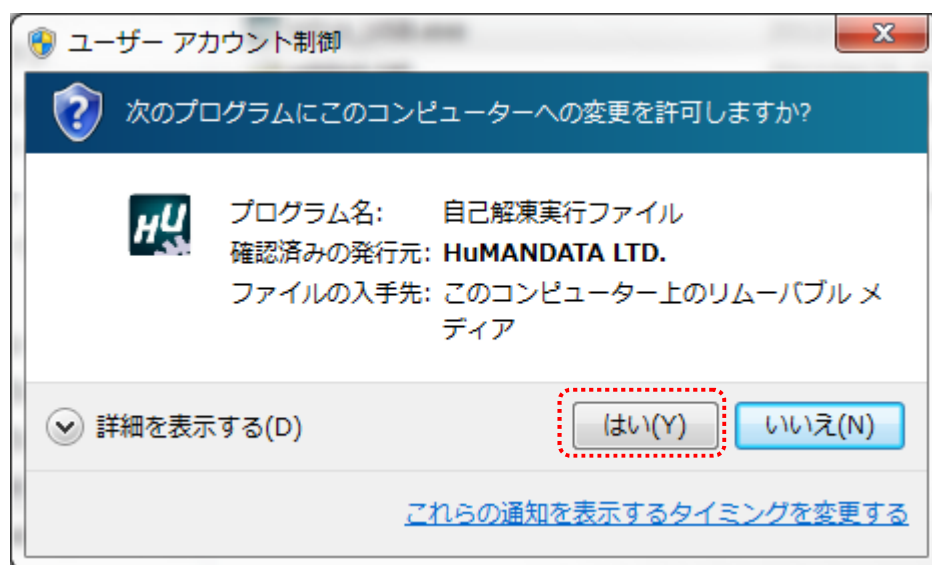 ユーザー アカウント制御
次のプログラムにこのコンピューターへの変更を許可しますか?
HU
プログラム名: 自己解凍実行ファイル
確認済みの発行元: HuMANDATA LTD.
ファイルの入手先: このコンピューター上のリムーバブル メ
ディア
詳細を表示する(D) はい(Y) いいえ(N)
これらの通知を表示するタイミングを変更する